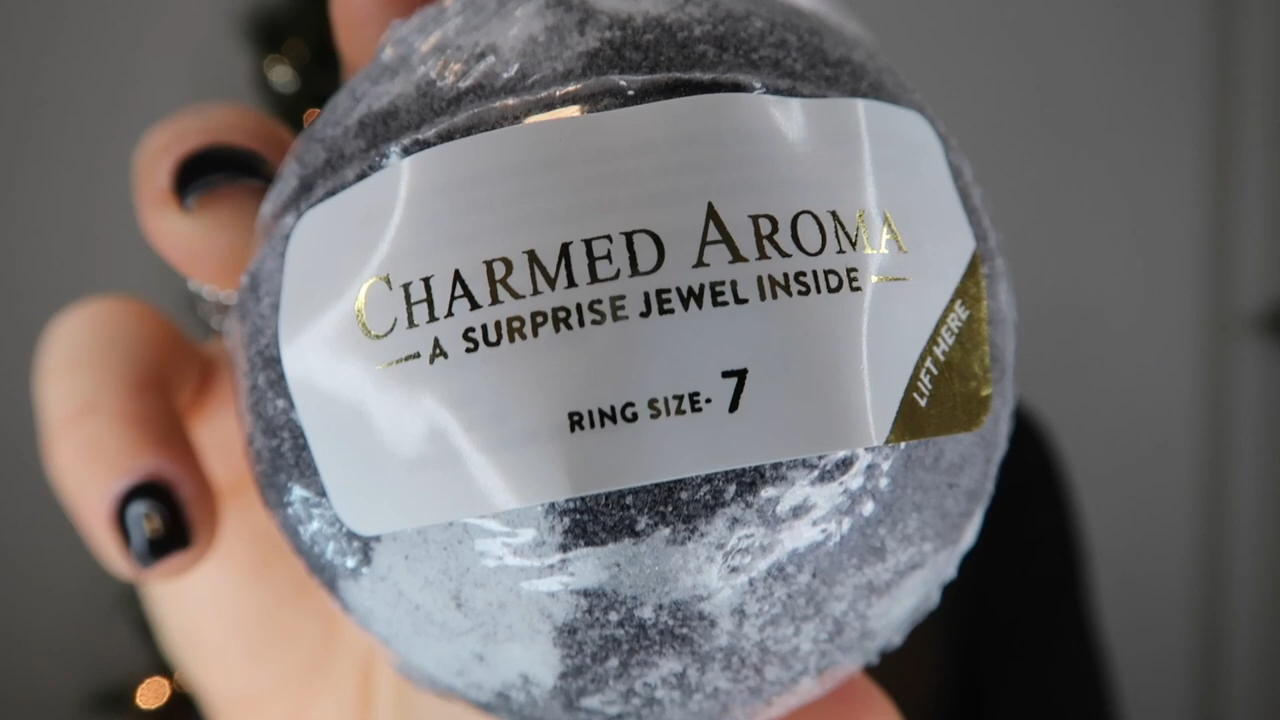 CHARMED AROMA
A SURPRISE JEWEL INSIDE
RING SIZE- 7
LIFT HERE